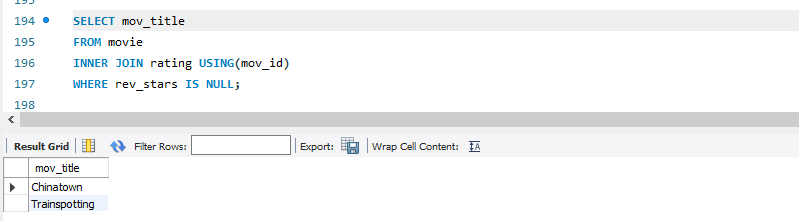 193
194 SELECT mov_title
195 FROM movie
196 INNER JOIN rating USING(mov_id)
197 WHERE rev_stars IS NULL;
198
Result Grid Filter Rows: Export: Wrap Cell Content:
mov_title
Chinatown
Trainspotting